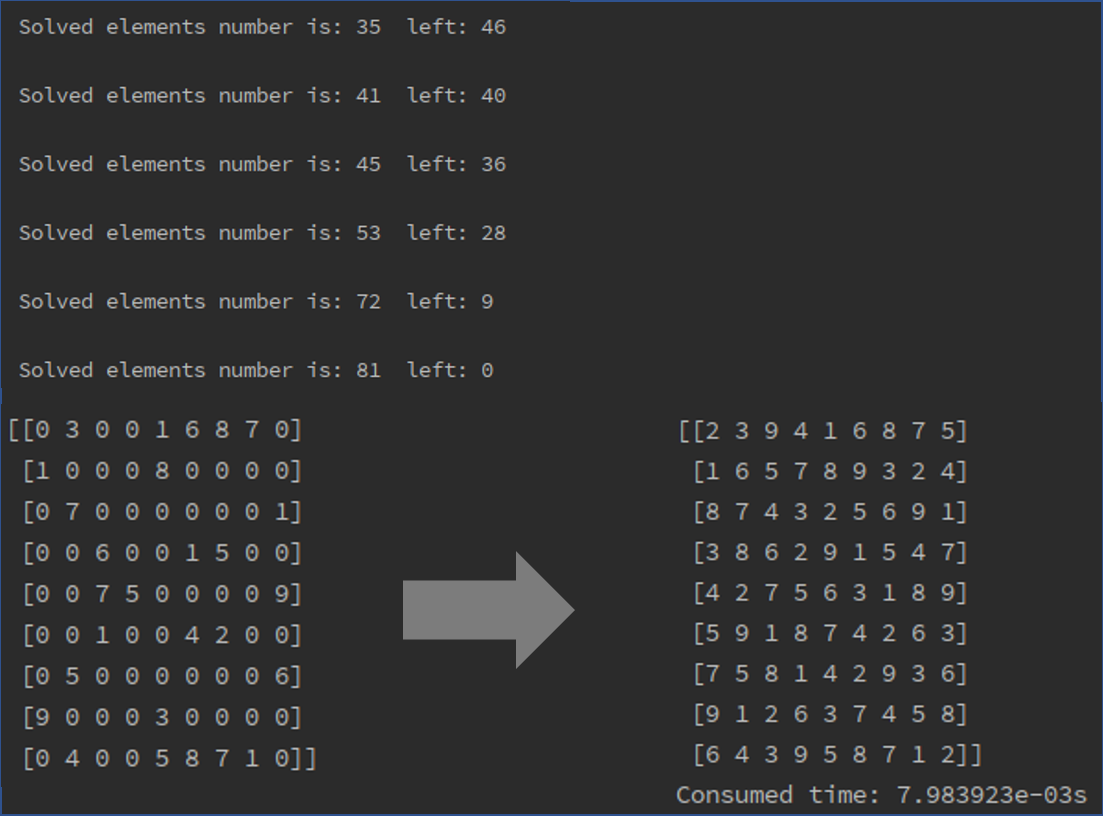 Solved elements number is: 35  left: 46
Solved elements number is: 41  left: 40
Solved elements number is: 45  left: 36
Solved elements number is: 53  left: 28
Solved elements number is: 72  left: 9
Solved elements number is: 81  left: 0
[[0 3 0 0 1 6 8 7 0]
[1 0 0 0 8 0 0 0 0]
[0 7 0 0 0 0 0 0 1]
[0 0 6 0 0 1 5 0 0]
[0 0 7 5 0 0 0 0 9]
[0 0 1 0 0 4 2 0 0]
[0 5 0 0 0 0 0 0 6]
[9 0 0 0 3 0 0 0 0]
[0 4 0 0 5 8 7 1 0]]
[[2 3 9 4 1 6 8 7 5]
[1 6 5 7 8 9 3 2 4]
[8 7 4 3 2 5 6 9 1]
[3 8 6 2 9 1 5 4 7]
[4 2 7 5 6 3 1 8 9]
[5 9 1 8 7 4 2 6 3]
[7 5 8 1 4 2 9 3 6]
[9 1 2 6 3 7 4 5 8]
[6 4 3 9 5 8 7 1 2]]
Consumed time: 7.983923e-03s